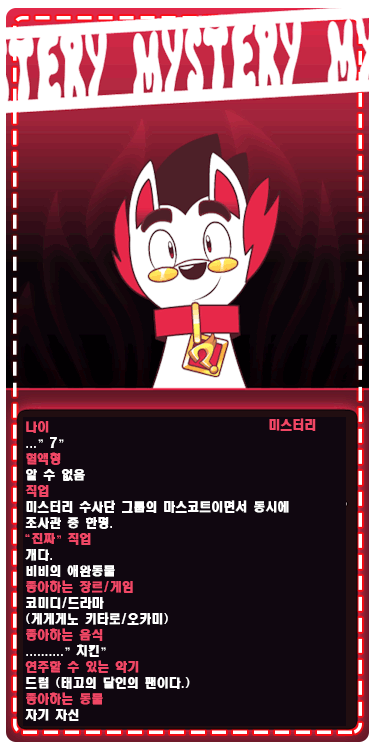 TERY MYSTERY MY
나이
미스터리
...” 7”
혈액형
알 수 없음
직업
미스터리 수사단 그룹의 마스코트이면서 동시에
조사관 중 한명.
“진짜” 직업
개다.
비비의 애완동물
좋아하는 장르/게임
코미디/드라마
(게게게노 키타로/오카미)
좋아하는 음식
..........” 치킨”
연주할 수 있는 악기
드럼 (태고의 달인의 팬이다.)
좋아하는 동물
자기 자신